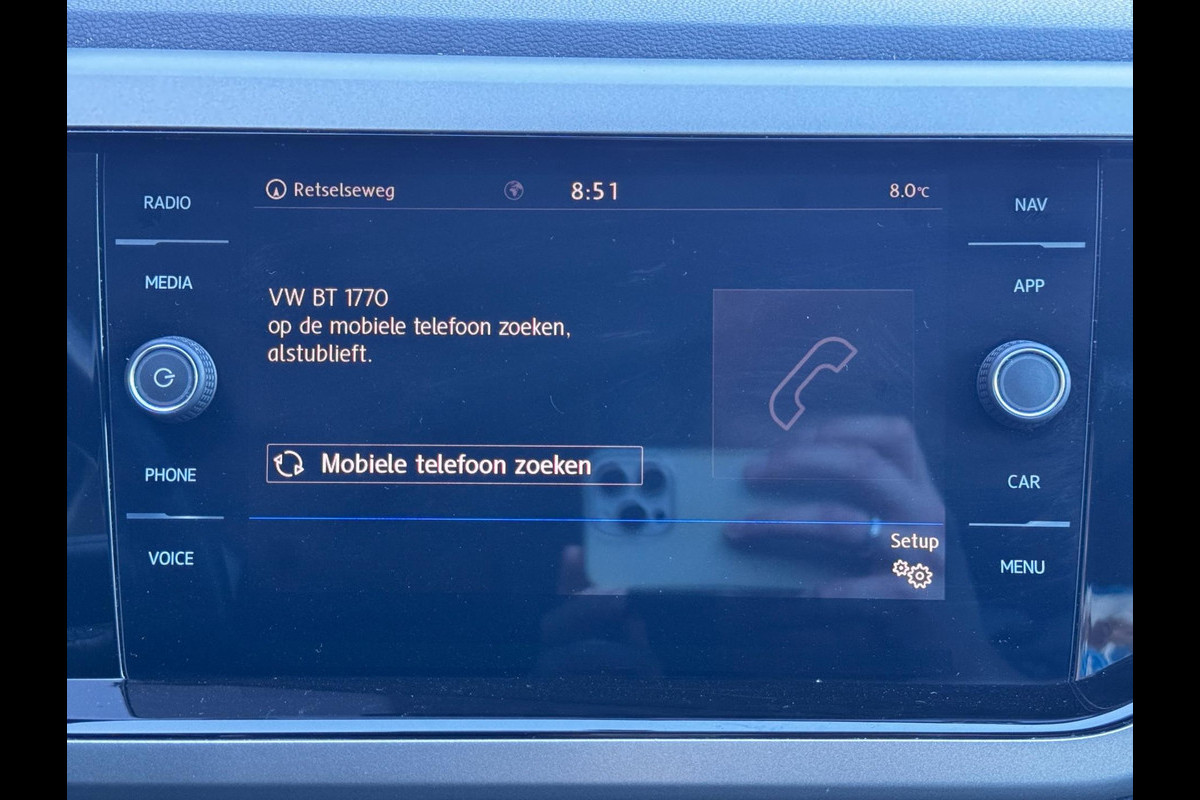 RADIO
MEDIA
PHONE
VOICE
Retselseweg 8:51 8.0°C
VW BT 1770
op de mobiele telefoon zoeken,
alstublieft.
Mobiele telefoon zoeken
Setup
NAV
APP
CAR
MENU